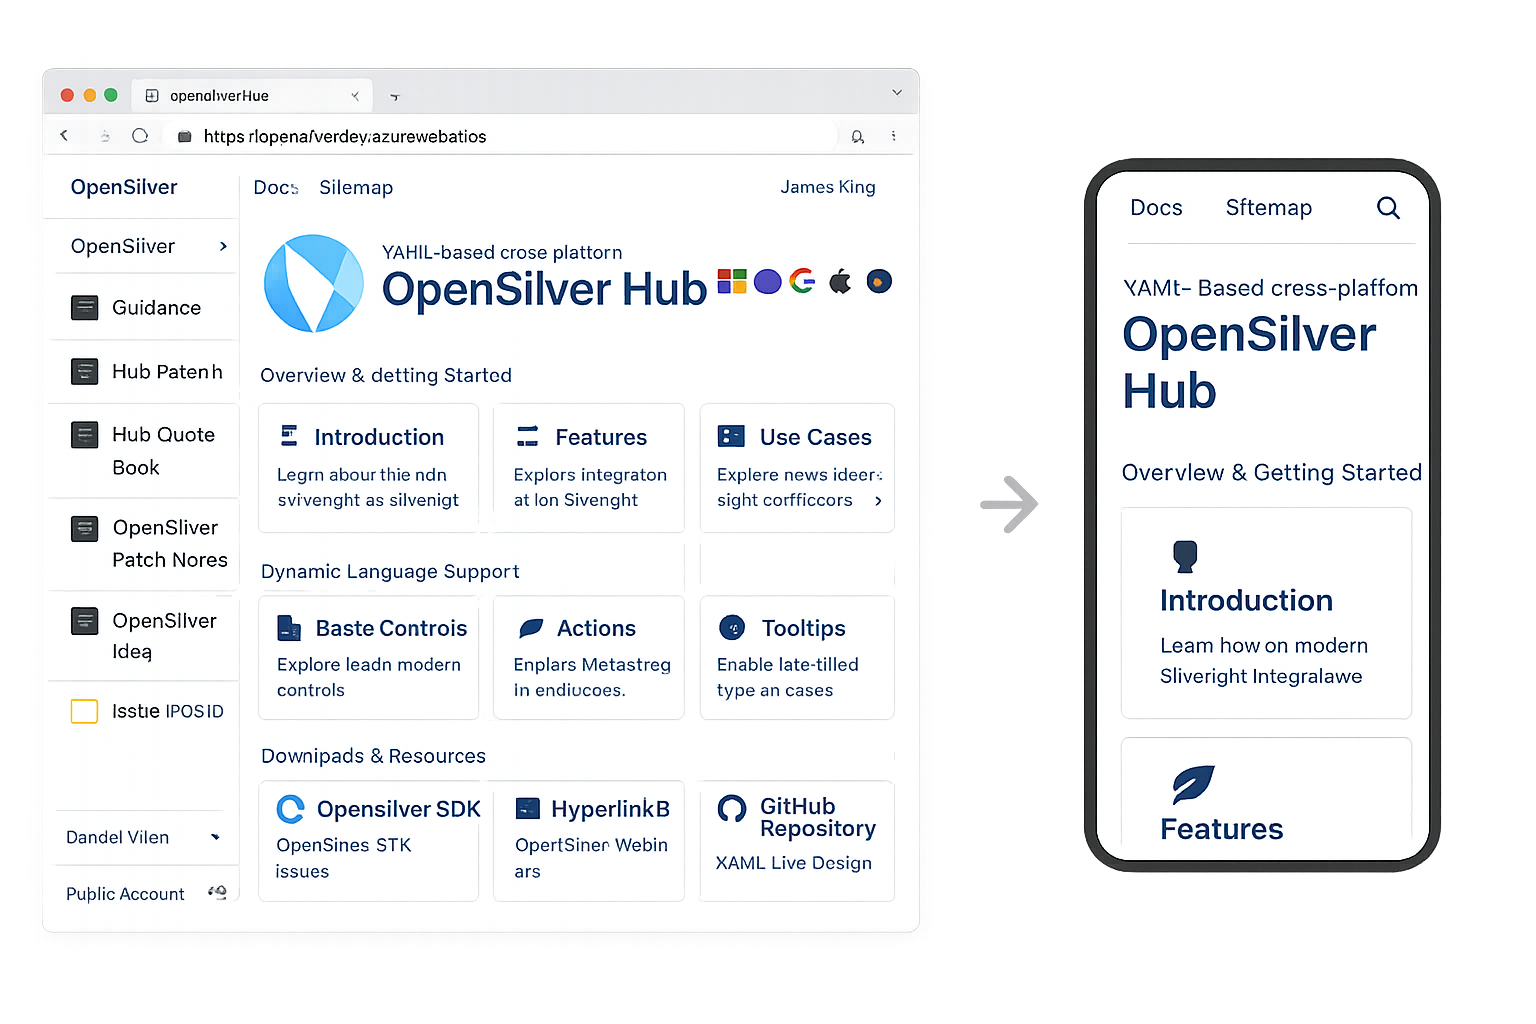 openalverHue
https rlopenafverdey.azurewebatios
OpenSilver
Docs Silemap
James King
OpenSiiver
Guidance
Hub Patenh
Hub Quote
Book
OpenSliver
Patch Nores
OpenSllver
Ideą
Isstıe IPOSID
Dandel Vilen
Public Account
YAHIL-based crose plattorn
OpenSilver Hub
Overview & detting Started
Introduction
Legrn abour thie ndn
svivenght as silvenigt
Features
Explors integraton
at lon Sivenght
Use Cases
Explere news ideer:
sight corfficcors
Dynamic Language Support
Baste Controis
Explore leadn modern
controls
Actions
Enplars Metastreg
in endiucoes.
Tooltips
Enable late-tilled
type an cases
Downipads & Resources
Opensilver SDK
OpenSines STK
issues
HyperlinkB
OpertSiner Webin
ars
GitHub
Repository
XAML Live Design
Docs Sftemap
YAMt- Based cress-plaffom
OpenSilver
Hub
Overvlew & Getting Started
Introduction
Leam how on modern
Sliveright Integralawe
Features